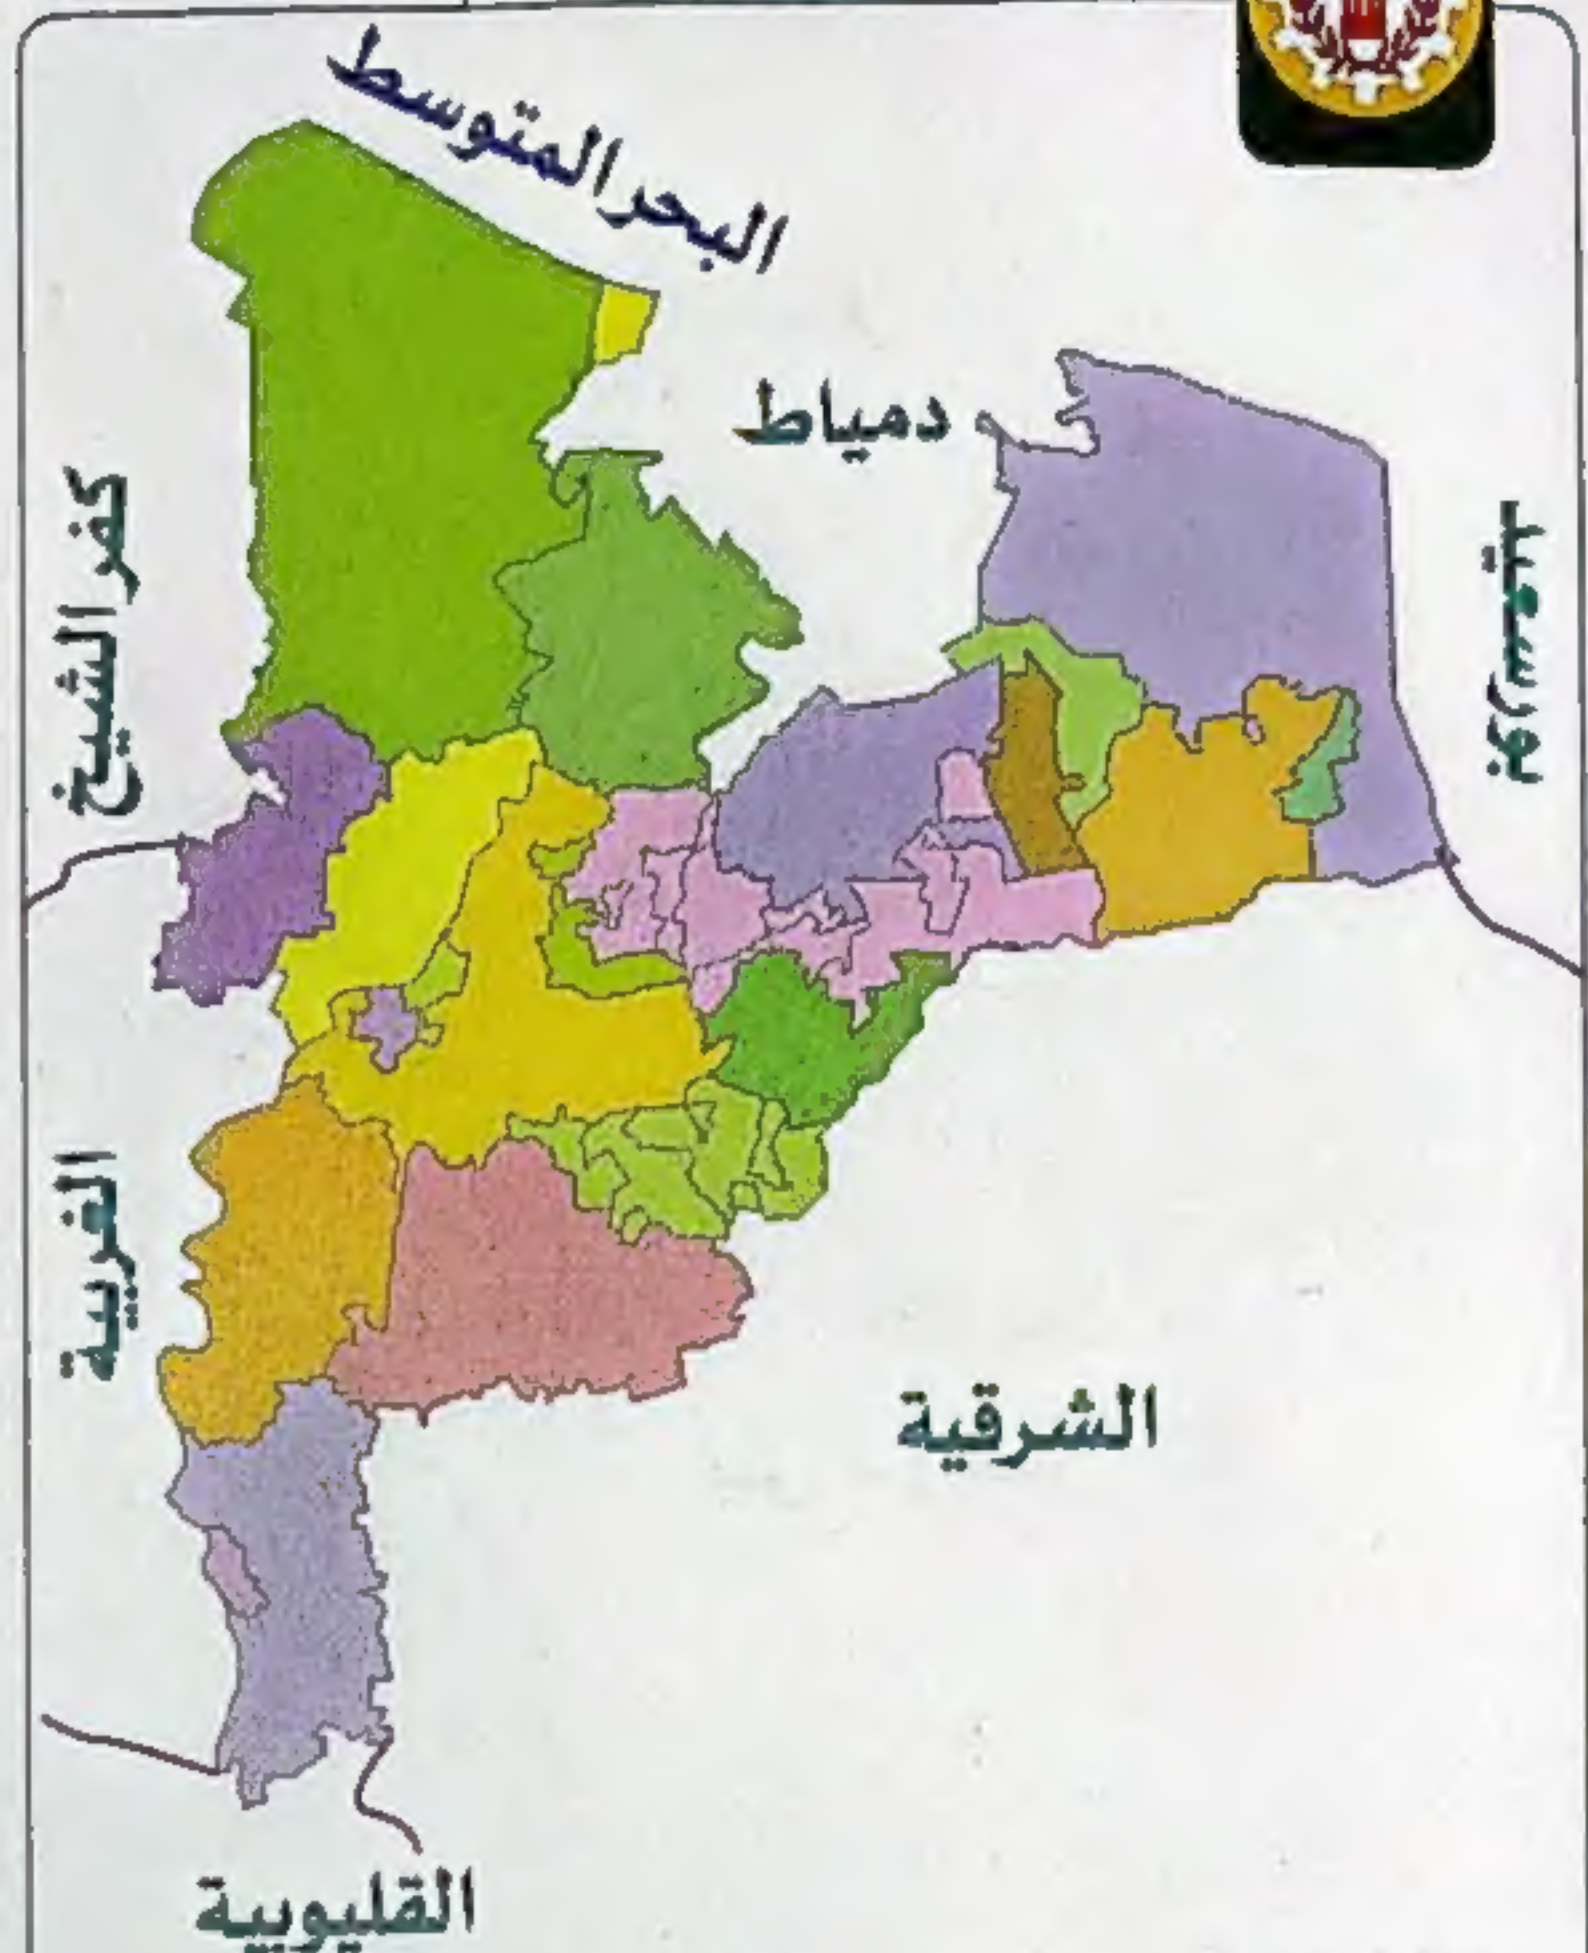 البحر المتوسط
دمياط
كفر الشيخ
بورسعيد
الغربية
الشرقية
القليوبية